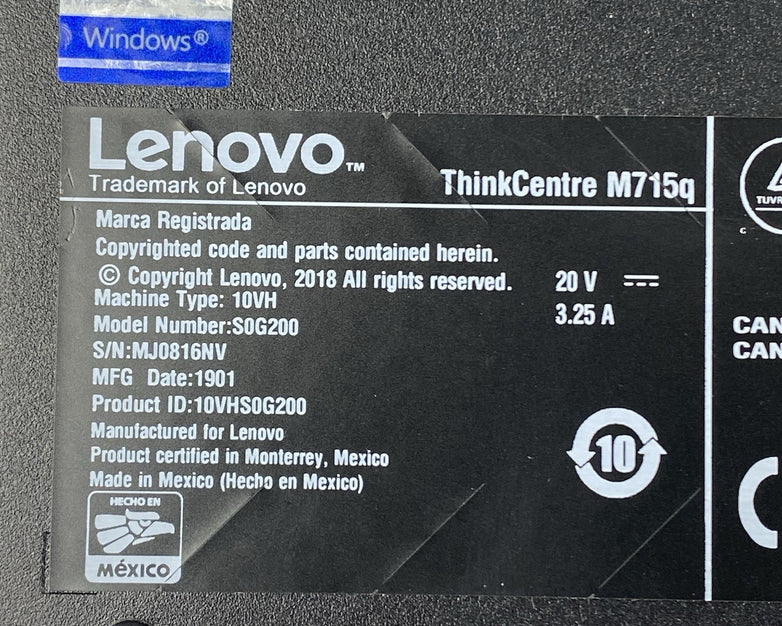 Windows®
Lenovo™
Trademark of Lenovo
ThinkCentre M715q
Marca Registrada
Copyrighted code and parts contained herein.
© Copyright Lenovo, 2018 All rights reserved.
20 V
Machine Type: 10VH
3.25 A
Model Number:S0G200
S/N:MJ0816NV
MFG Date:1901
Product ID:10VHS0G200
Manufactured for Lenovo
Product certified in Monterrey, Mexico
Made in Mexico (Hecho en Mexico)
10
HECHO EN
MÉXICO
TUVR
C
CAN
CAN